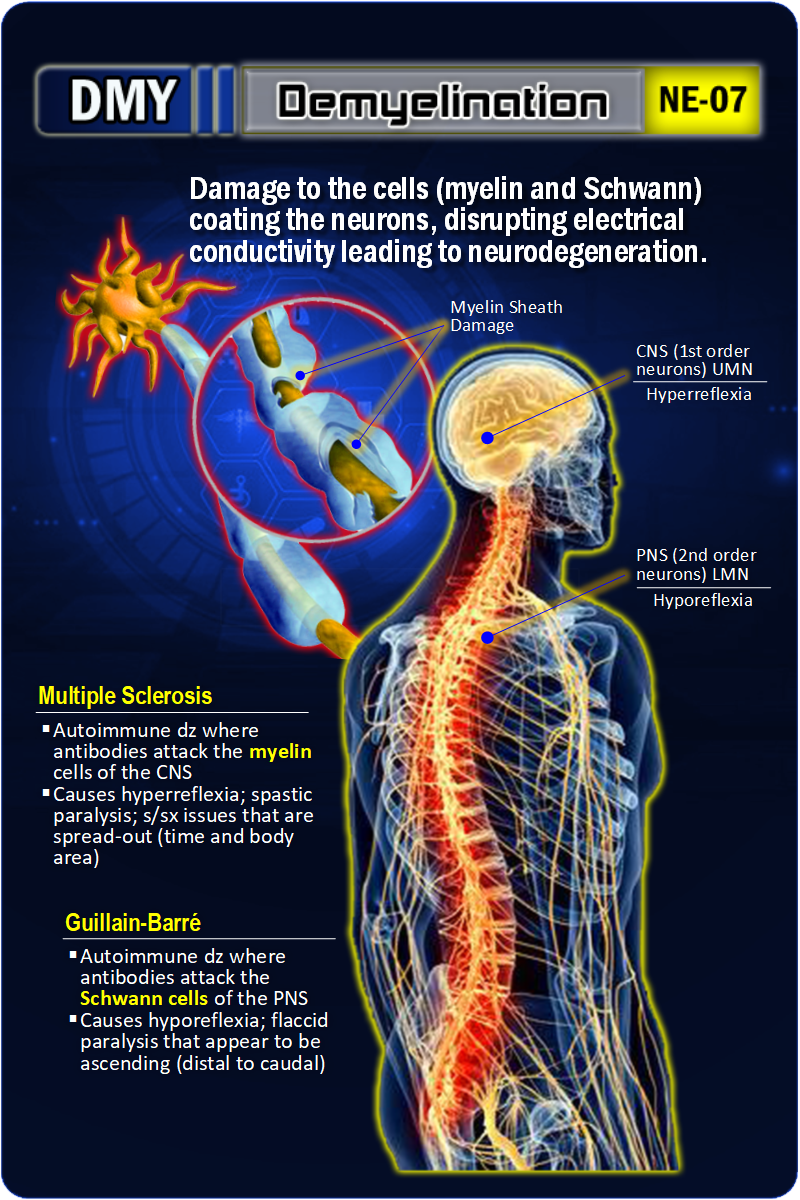 DMY
Demyelination
NE-07
Damage to the cells (myelin and Schwann)
coating the neurons, disrupting electrical
conductivity leading to neurodegeneration.
Myelin Sheath
Damage
CNS (1st order
neurons) UMN
Hyperreflexia
PNS (2nd order
neurons) LMN
Hyporeflexia
Multiple Sclerosis
▪ Autoimmune dz where
antibodies attack the myelin
cells of the CNS
▪ Causes hyperreflexia; spastic
paralysis; s/sx issues that are
spread-out (time and body
area)
Guillain-Barré
▪ Autoimmune dz where
antibodies attack the
Schwann cells of the PNS
▪ Causes hyporeflexia; flaccid
paralysis that appear to be
ascending (distal to caudal)